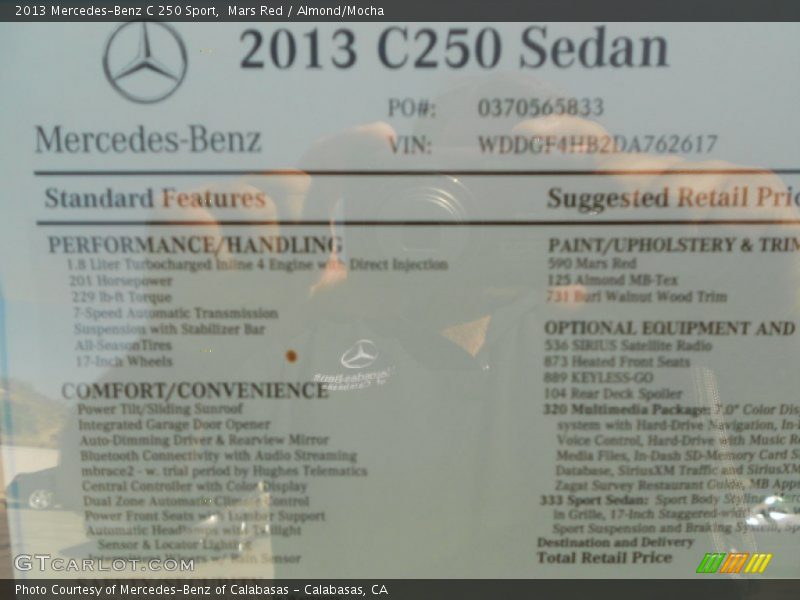 2013 Mercedes-Benz C 250 Sport, Mars Red / Almond/Mocha
2013 C250 Sedan
PO#: 0370565833
Mercedes-Benz
VIN: WDDGF4HB2DA762617
Standard Features
Suggested Retail Pric
PERFORMANCE/HANDLING
1.8 Liter Turbocharged Inline 4 Engine with Direct Injection
201 Horsepower
229 lb-ft Torque
7-Speed Automatic Transmission
Suspension with Stabilizer Bar
All-SeasonTires
17-Inch Wheels
COMFORT/CONVENIENCE
Power Tilt/Sliding Sunroof
Integrated Garage Door Opener
Auto-Dimming Driver & Rearview Mirror
Bluetooth Connectivity with Audio Streaming
mbrace2 - w. trial period by Hughes Telematics
Central Controller with Color Display
Dual Zone Automatic Climate Control
Power Front Seats with Lumbar Support
Automatic Headlamps with Twilight
Sensor & Locator Lighting
Intermittent Wipers w/ Rain Sensor
PAINT/UPHOLSTERY & TRIM
590 Mars Red
125 Almond MB-Tex
731 Burl Walnut Wood Trim
OPTIONAL EQUIPMENT AND
536 SIRIUS Satellite Radio
873 Heated Front Seats
889 KEYLESS-GO
104 Rear Deck Spoiler
320 Multimedia Package: 7.0" Color Dis
system with Hard-Drive Navigation, In-
Voice Control, Hard-Drive with Music Re
Media Files, In-Dash SD-Memory Card S
Database, SiriusXM Traffic and SiriusXM
Zagat Survey Restaurant Guide, MB Apps
333 Sport Sedan: Sport Body Styling,
in Grille, 17-Inch Staggered-width
Sport Suspension and Braking System, Sp
Destination and Delivery
Total Retail Price
GTCARLOT.COM
Photo Courtesy of Mercedes-Benz of Calabasas - Calabasas, CA